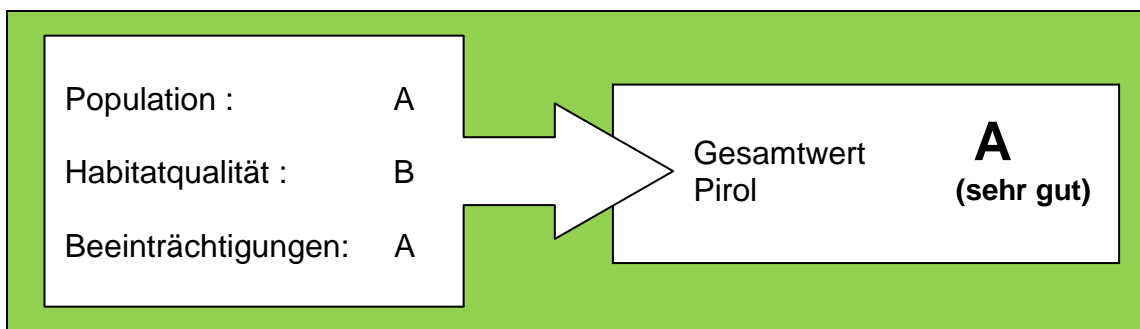 Population : A
Habitatqualität : B
Beeinträchtigungen: A
Gesamtwert
Pirol
A
(sehr gut)